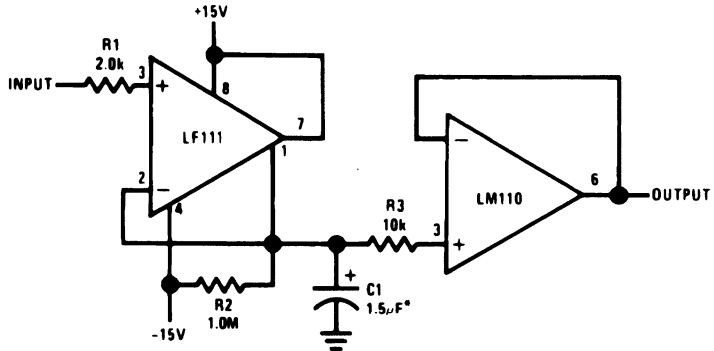 +15V
R1
2.0k
INPUT
3
+
8
7
LF111
1
2
−
4
R2
1.0M
-15V
+
C1
1.5µF*
R3
10k
3
+
−
LM110
6
OUTPUT